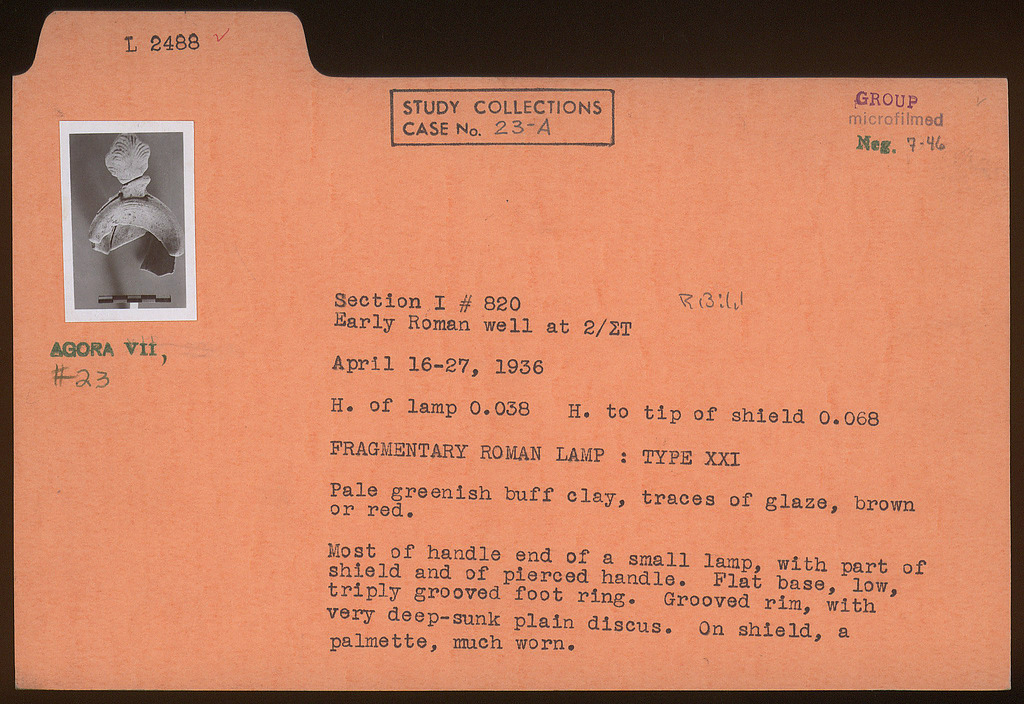 L 2488
STUDY COLLECTIONS
CASE No. 23-A
GROUP
microfilmed
Neg. 7-46
AGORA VII,
#23
Section I # 820
Early Roman well at 2/ΣΤ
April 16-27, 1936
H. of lamp 0.038 H. to tip of shield 0.068
FRAGMENTARY ROMAN LAMP : TYPE XXI
Pale greenish buff clay, traces of glaze, brown
or red.
Most of handle end of a small lamp, with part of
shield and of pierced handle. Flat base, low,
triply grooved foot ring. Grooved rim, with
very deep-sunk plain discus. On shield, a
palmette, much worn.